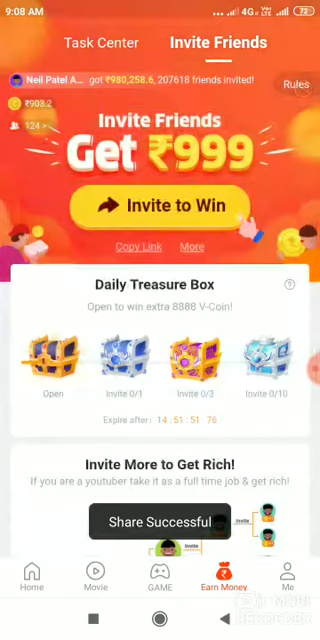 9:08 AM
4G
72
Task Center Invite Friends
Neil Patel A... got ₹980,258.6, 207618 friends invited!
Rules
₹903.2
124 >
Invite Friends
Get ₹999
Invite to Win
Copy Link More
Daily Treasure Box
Open to win extra 8888 V-Coin!
Open Invite 0/1 Invite 0/3 Invite 0/10
Expire after: 14 : 51 : 51 76
Invite More to Get Rich!
If you are a youtuber take it as a full time job & get rich!
Share Successful
Invite
Invite
Home Movie GAME Earn Money Me
RECORDER